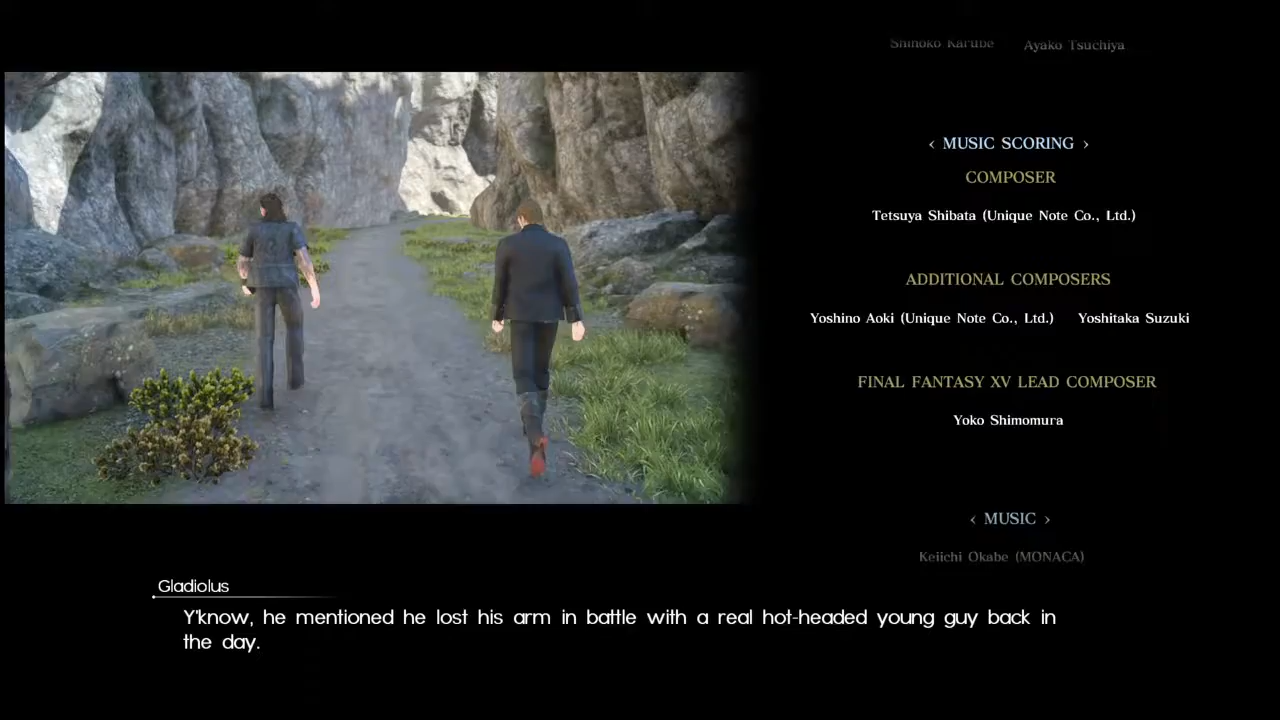 Shinoko Karube Ayako Tsuchiya
‹ MUSIC SCORING ›
COMPOSER
Tetsuya Shibata (Unique Note Co., Ltd.)
ADDITIONAL COMPOSERS
Yoshino Aoki (Unique Note Co., Ltd.) Yoshitaka Suzuki
FINAL FANTASY XV LEAD COMPOSER
Yoko Shimomura
‹ MUSIC ›
Keiichi Okabe (MONACA)
Gladiolus
Y'know, he mentioned he lost his arm in battle with a real hot-headed young guy back in
the day.